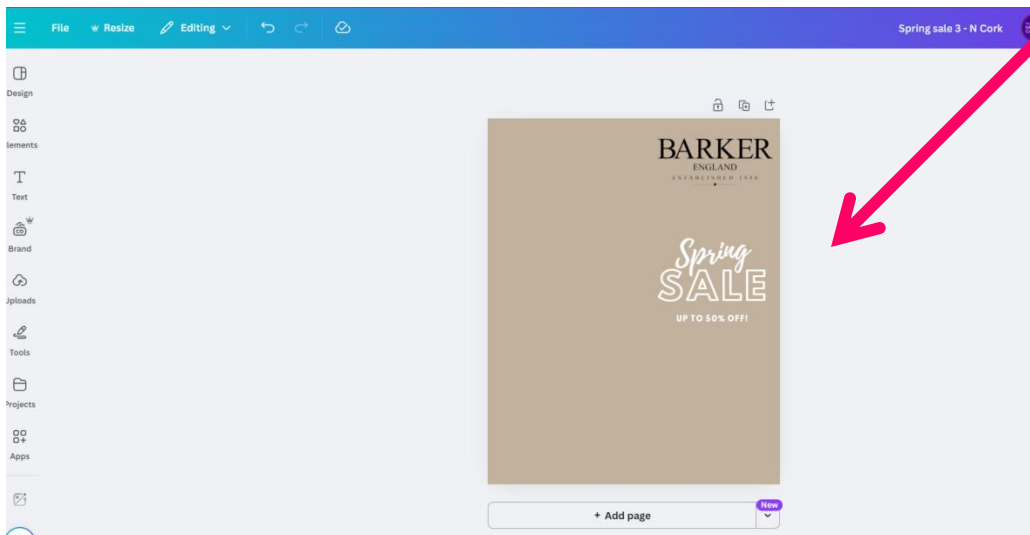 File Resize Editing Spring sale 3 - N Cork
Design
lements
Text
Brand
Uploads
Tools
Projects
Apps
BARKER
ENGLAND
ESTABLISHED 1880
Spring
SALE
UP TO 50% OFF!
+ Add page
New